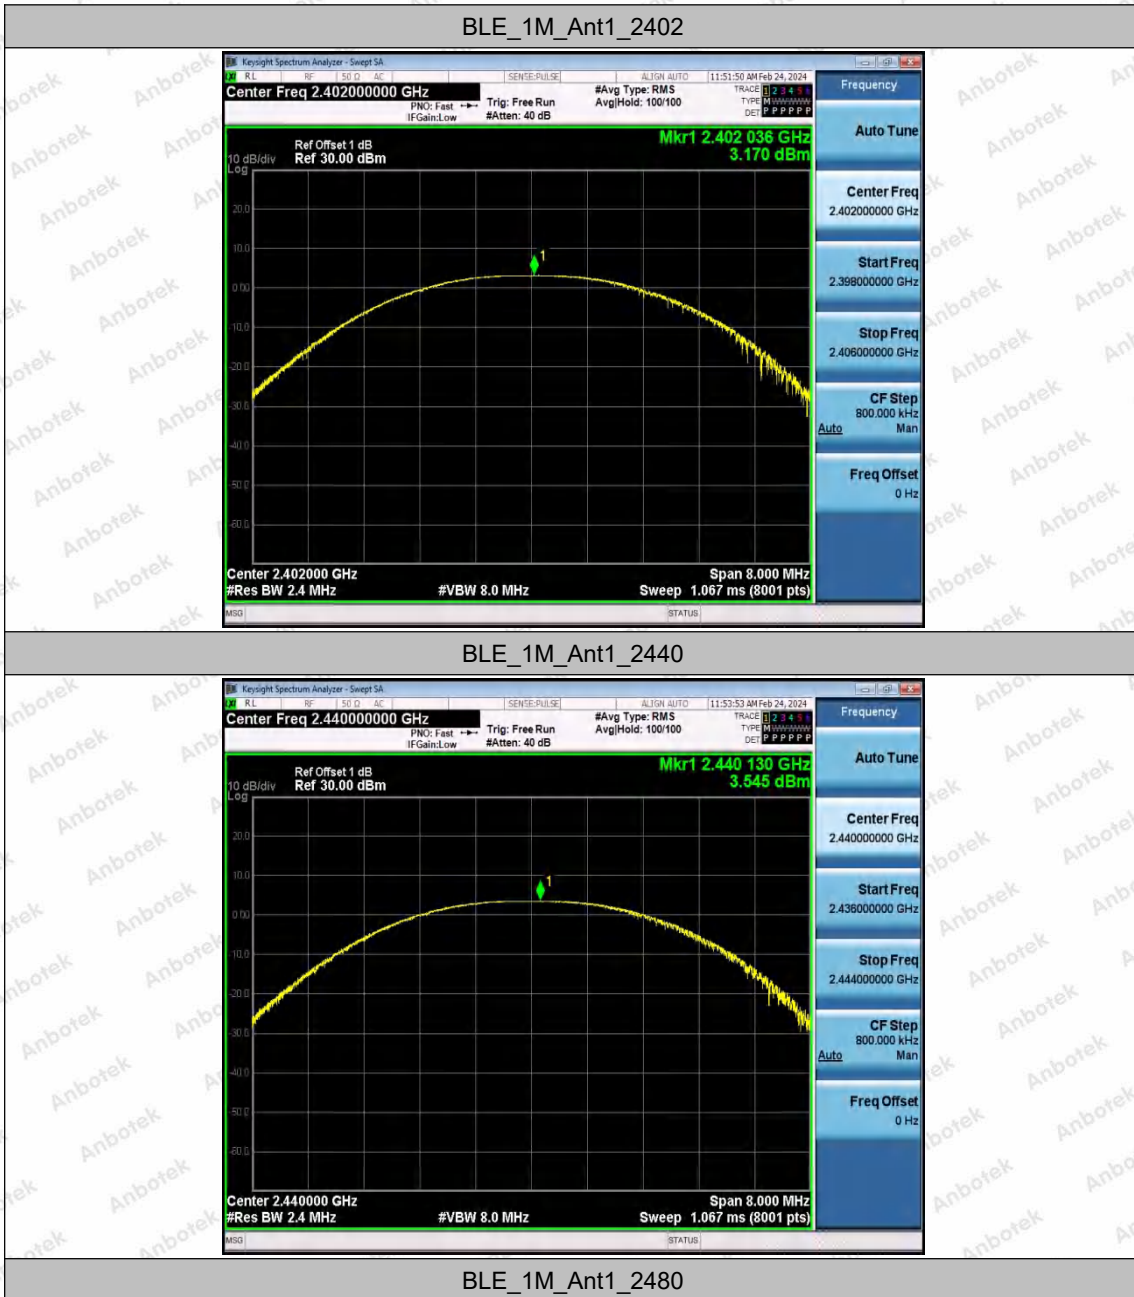 BLE_1M_Ant1_2402
Keysight Spectrum Analyzer - Swept SA
RL RF 50 Ω AC SENSE:PULSE ALIGN AUTO 11:51:50 AM Feb 24, 2024
Center Freq 2.402000000 GHz #Avg Type: RMS TRACE 1 2 3 4 5 6 Frequency
PNO: Fast Trig: Free Run Avg|Hold: 100/100 TYPE M WWWWW
IFGain:Low #Atten: 40 dB DET P P P P P P
Auto Tune
Mkr1 2.402 036 GHz
Ref Offset 1 dB
10 dB/div Ref 30.00 dBm 3.170 dBm
Log
Center Freq
2.402000000 GHz
20.0
10.0
1
Start Freq
2.398000000 GHz
0.00
-10.0
Stop Freq
2.406000000 GHz
-20.0
-30.0
CF Step
800.000 kHz
Auto Man
-40.0
Freq Offset
0 Hz
-50.0
-60.0
Center 2.402000 GHz Span 8.000 MHz
#Res BW 2.4 MHz #VBW 8.0 MHz Sweep 1.067 ms (8001 pts)
MSG STATUS
BLE_1M_Ant1_2440
Keysight Spectrum Analyzer - Swept SA
RL RF 50 Ω AC SENSE:PULSE ALIGN AUTO 11:53:53 AM Feb 24, 2024
Center Freq 2.440000000 GHz #Avg Type: RMS TRACE 1 2 3 4 5 6 Frequency
PNO: Fast Trig: Free Run Avg|Hold: 100/100 TYPE M WWWWW
IFGain:Low #Atten: 40 dB DET P P P P P P
Auto Tune
Mkr1 2.440 130 GHz
Ref Offset 1 dB
10 dB/div Ref 30.00 dBm 3.545 dBm
Log
Center Freq
2.440000000 GHz
20.0
10.0
1
Start Freq
2.436000000 GHz
0.00
-10.0
Stop Freq
2.444000000 GHz
-20.0
-30.0
CF Step
800.000 kHz
Auto Man
-40.0
Freq Offset
0 Hz
-50.0
-60.0
Center 2.440000 GHz Span 8.000 MHz
#Res BW 2.4 MHz #VBW 8.0 MHz Sweep 1.067 ms (8001 pts)
MSG STATUS
BLE_1M_Ant1_2480